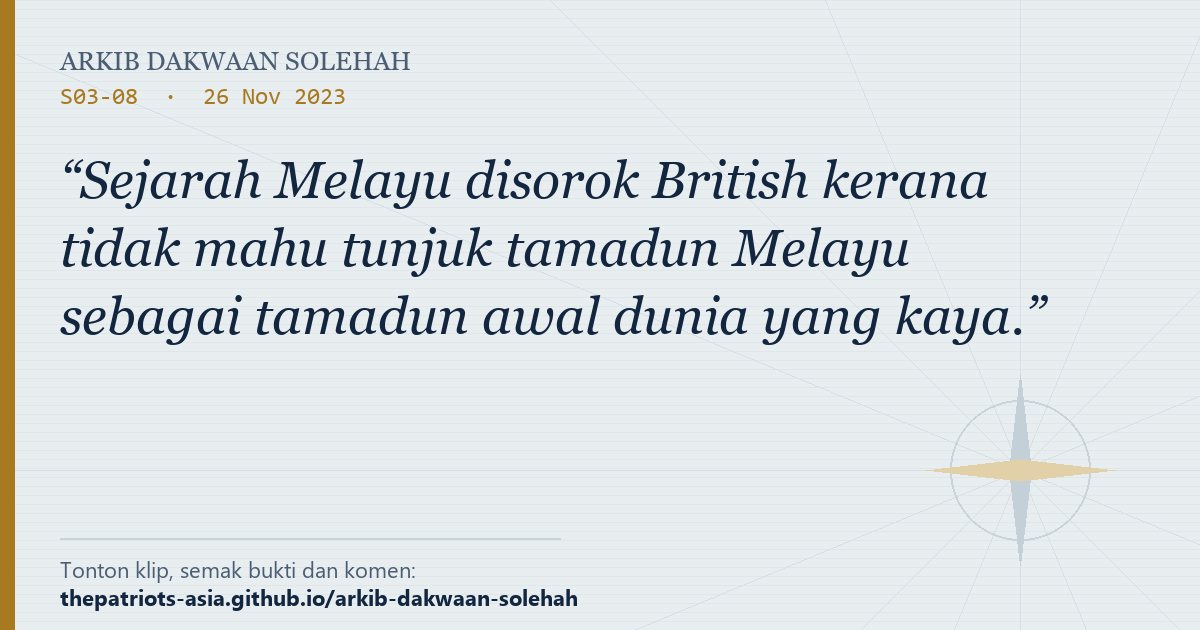 ARKIB DAKWAAN SOLEHAH
S03-08 · 26 Nov 2023
“Sejarah Melayu disorok British kerana
tidak mahu tunjuk tamadun Melayu
sebagai tamadun awal dunia yang kaya.”
Tonton klip, semak bukti dan komen:
thepatriots-asia.github.io/arkib-dakwaan-solehah